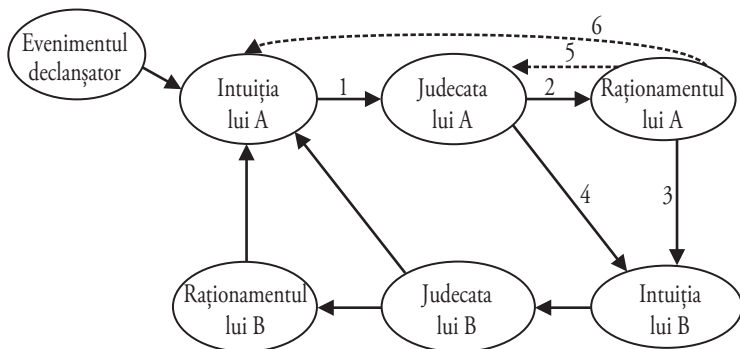 Evenimentul
declanșator
Intuiția
lui A
1
Judecata
lui A
2
Raționamentul
lui A
6
5
4
3
Raționamentul
lui B
Judecata
lui B
Intuiția
lui B